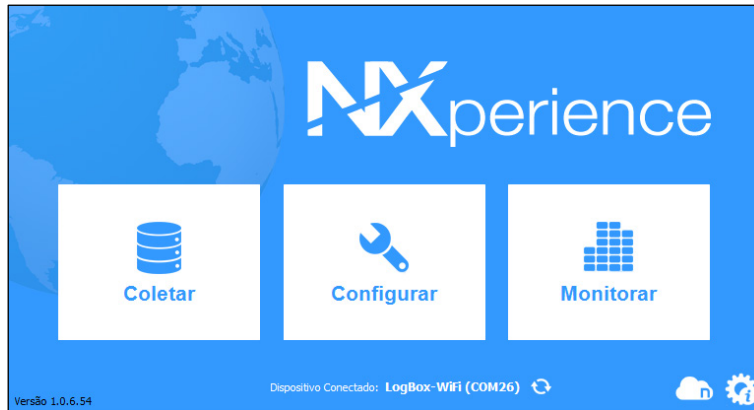 NXperience
Coletar
Configurar
Monitorar
Dispositivo Conectado: LogBox-WiFi (COM26)
n
i
Versão 1.0.6.54